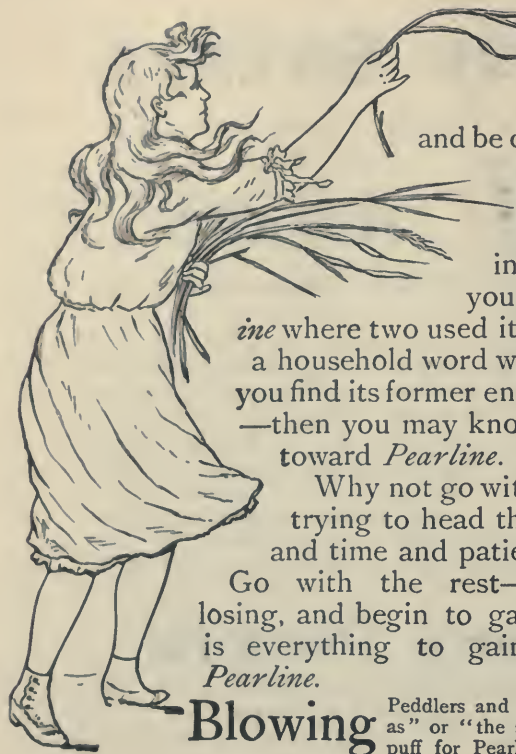 and be
in
you
ine where two used it
a household word w
you find its former en
—then you may kno
toward Pearline.
Why not go wit
trying to head th
and time and patie
Go with the rest—
losing, and begin to ga
is everything to gain
Pearline.
Blowing
Peddlers and
as" or "the
puff for Pearl